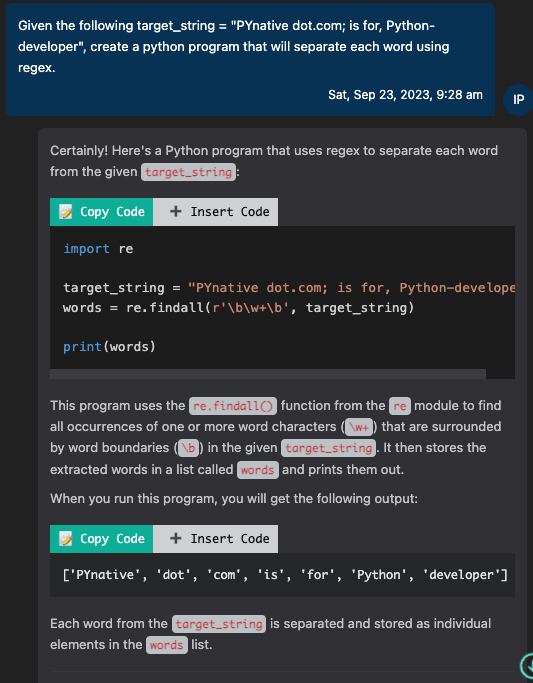 Given the following target_string = "PYnative dot.com; is for, Python-
developer", create a python program that will separate each word using
regex.
Sat, Sep 23, 2023, 9:28 am
IP
Certainly! Here's a Python program that uses regex to separate each word
from the given target_string:
📝 Copy Code + Insert Code
import re
target_string = "PYnative dot.com; is for, Python-develope
words = re.findall(r'\b\w+\b', target_string)
print(words)
This program uses the re.findall() function from the re module to find
all occurrences of one or more word characters (\w+) that are surrounded
by word boundaries (\b) in the given target_string. It then stores the
extracted words in a list called words and prints them out.
When you run this program, you will get the following output:
📝 Copy Code + Insert Code
['PYnative', 'dot', 'com', 'is', 'for', 'Python', 'developer']
Each word from the target_string is separated and stored as individual
elements in the words list.